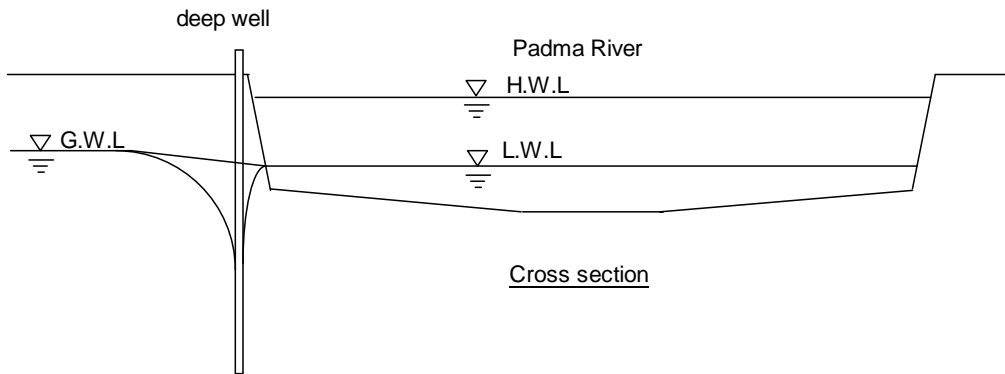 deep well
Padma River
H.W.L
G.W.L
L.W.L
Cross section